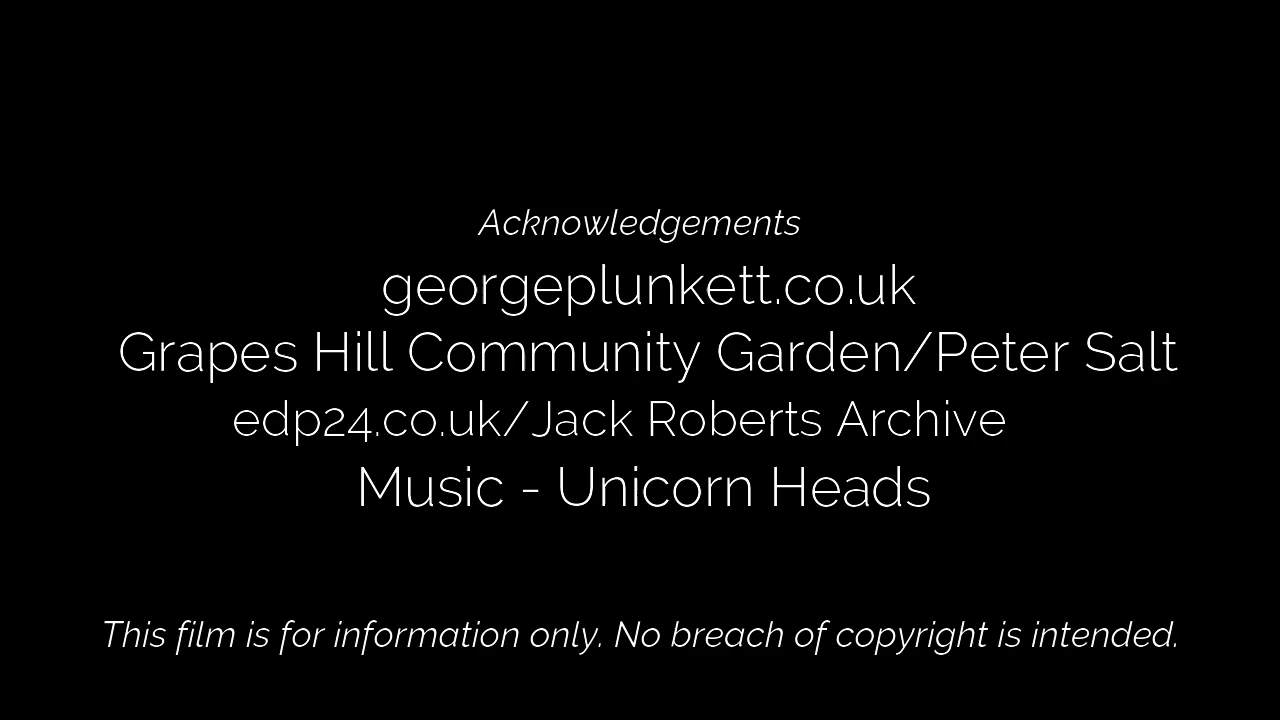 Acknowledgements
georgeplunkett.co.uk
Grapes Hill Community Garden/Peter Salt
edp24.co.uk/Jack Roberts Archive
Music - Unicorn Heads
This film is for information only. No breach of copyright is intended.